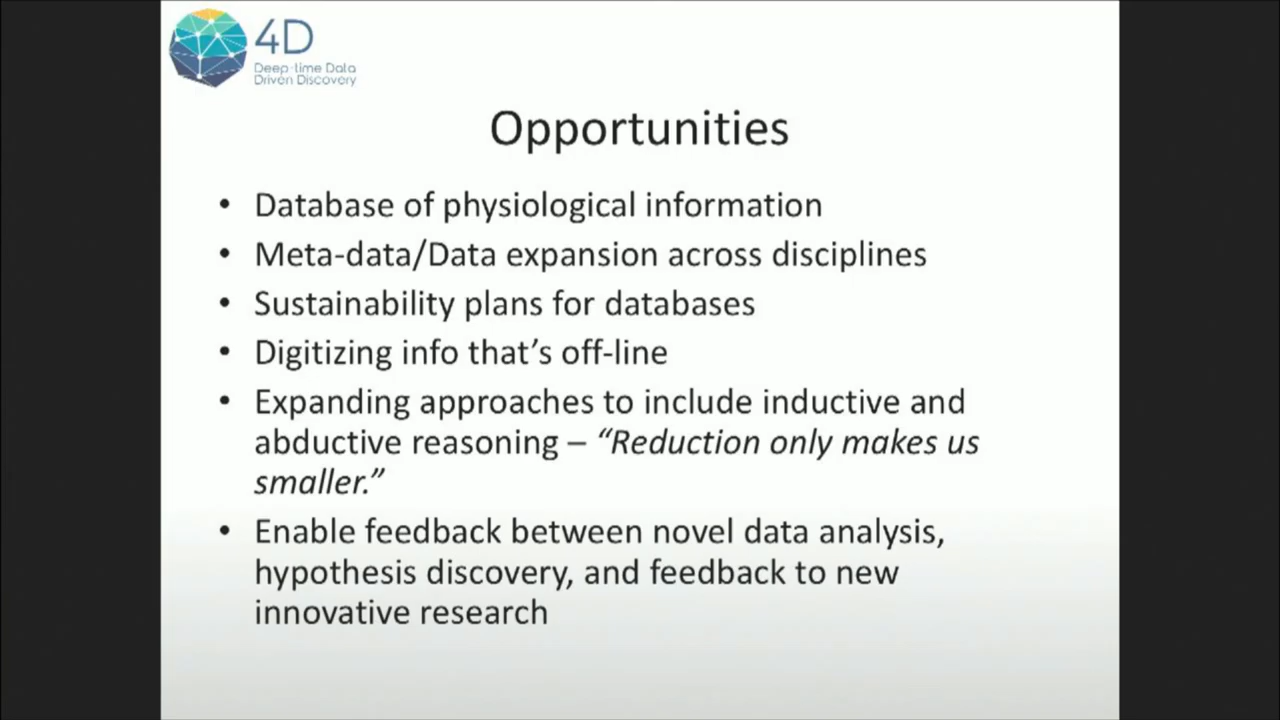 4D
Deep-time Data
Driven Discovery
Opportunities
• Database of physiological information
• Meta-data/Data expansion across disciplines
• Sustainability plans for databases
• Digitizing info that’s off-line
• Expanding approaches to include inductive and
abductive reasoning – “Reduction only makes us
smaller.”
• Enable feedback between novel data analysis,
hypothesis discovery, and feedback to new
innovative research